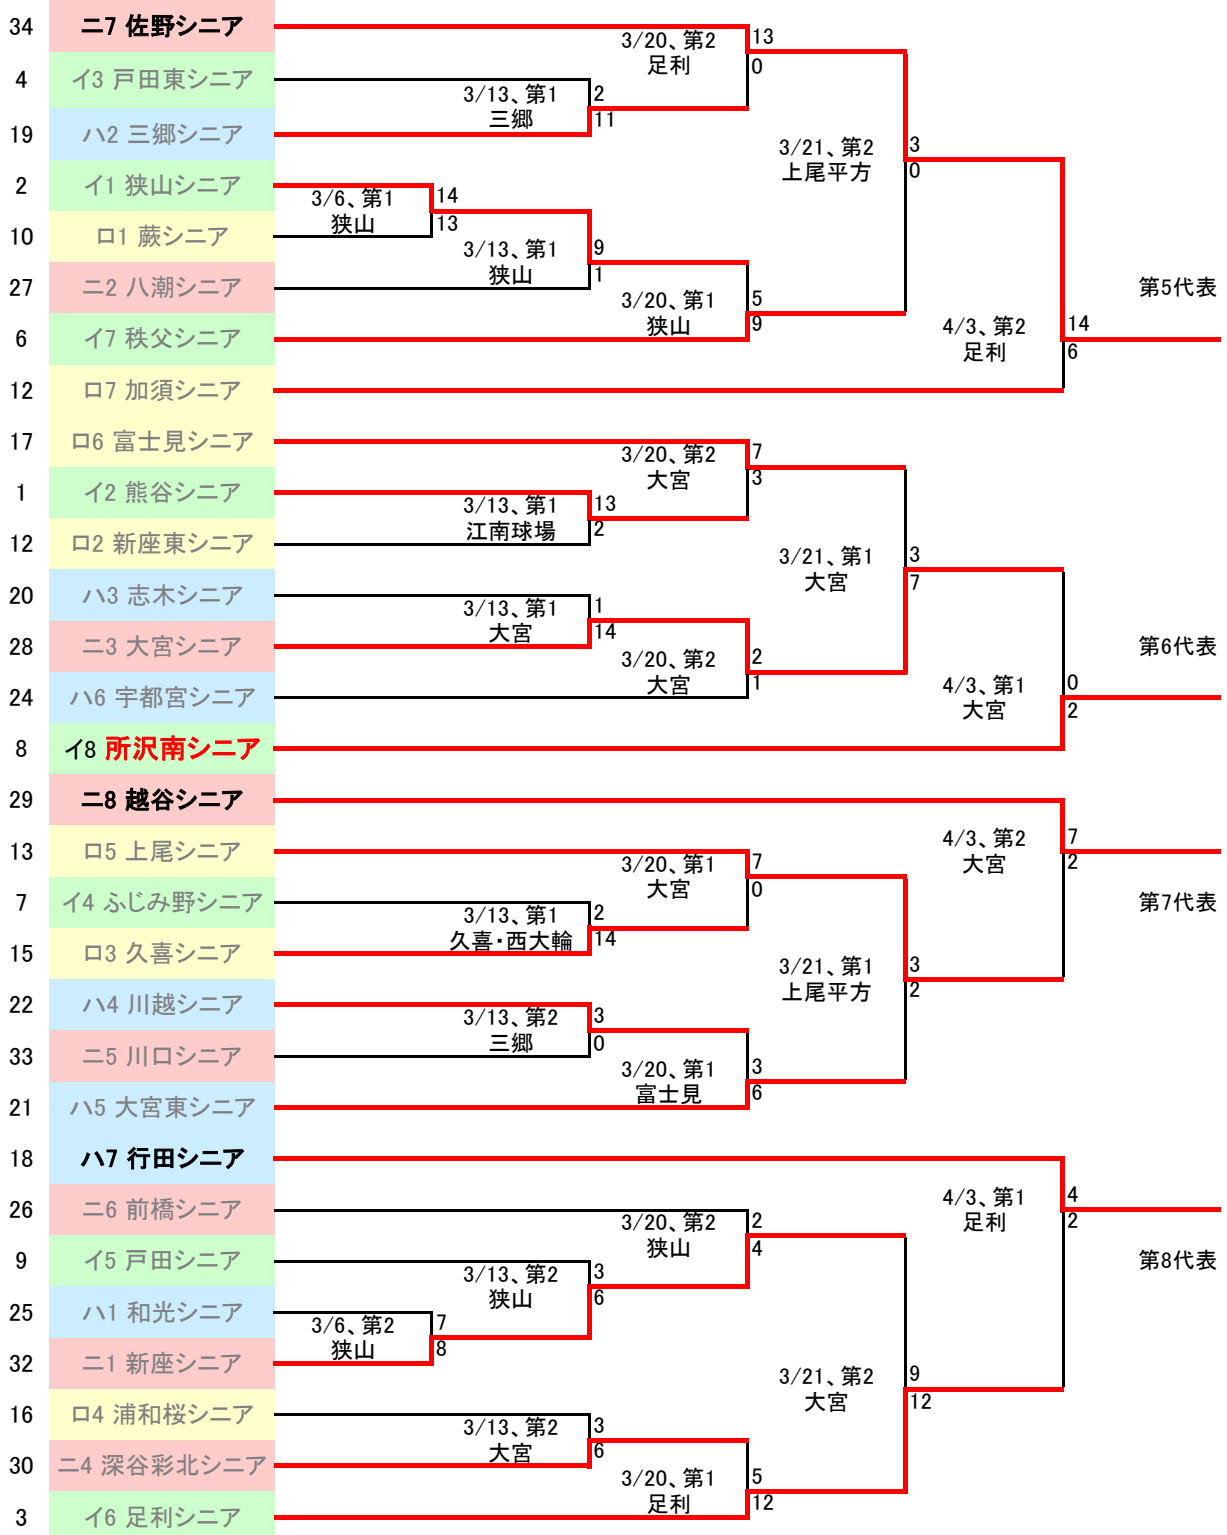 34 ニ7 佐野シニア
3/20、第2
足利
13
0
4 イ3 戸田東シニア
3/13、第1
三郷
2
11
19 ハ2 三郷シニア
3/21、第2
上尾平方
3
0
2 イ1 狭山シニア
3/6、第1
狭山
14
13
10 ロ1 蕨シニア
3/13、第1
狭山
9
1
27 ニ2 八潮シニア
第5代表
3/20、第1
狭山
5
9
6 イ7 秩父シニア
4/3、第2
足利
14
6
12 ロ7 加須シニア
17 ロ6 富士見シニア
3/20、第2
大宮
7
3
1 イ2 熊谷シニア
3/13、第1
江南球場
13
2
12 ロ2 新座東シニア
3/21、第1
大宮
3
7
20 ハ3 志木シニア
3/13、第1
大宮
1
14
28 ニ3 大宮シニア
第6代表
3/20、第2
大宮
2
1
24 ハ6 宇都宮シニア
4/3、第1
大宮
0
2
8 イ8 所沢南シニア
29 ニ8 越谷シニア
4/3、第2
大宮
7
2
13 ロ5 上尾シニア
3/20、第1
大宮
7
0
7 イ4 ふじみ野シニア
第7代表
3/13、第1
久喜・西大輪
2
14
15 ロ3 久喜シニア
3/21、第1
上尾平方
3
2
22 ハ4 川越シニア
3/13、第2
三郷
3
0
33 ニ5 川口シニア
3/20、第1
富士見
3
6
21 ハ5 大宮東シニア
18 ハ7 行田シニア
4/3、第1
足利
4
2
26 ニ6 前橋シニア
3/20、第2
狭山
2
4
9 イ5 戸田シニア
第8代表
3/13、第2
狭山
3
6
25 ハ1 和光シニア
3/6、第2
狭山
7
8
32 ニ1 新座シニア
3/21、第2
大宮
9
12
16 ロ4 浦和桜シニア
3/13、第2
大宮
3
6
30 ニ4 深谷彩北シニア
3/20、第1
足利
5
12
3 イ6 足利シニア